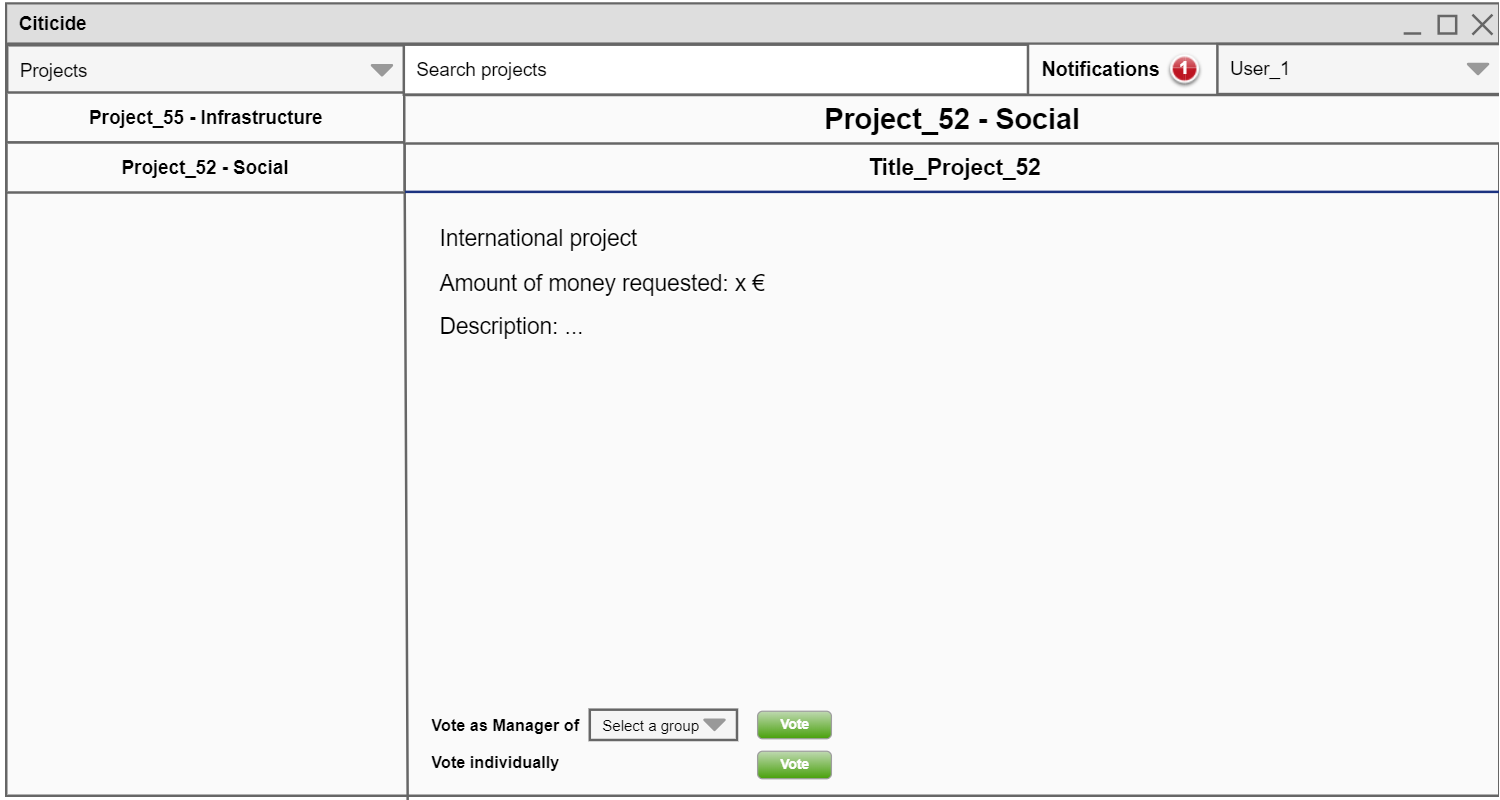 Citicide
Projects
Search projects
Notifications 1
User_1
Project_55 - Infrastructure
Project_52 - Social
Project_52 - Social
Title_Project_52
International project
Amount of money requested: x €
Description: ...
Vote as Manager of Select a group Vote
Vote individually Vote